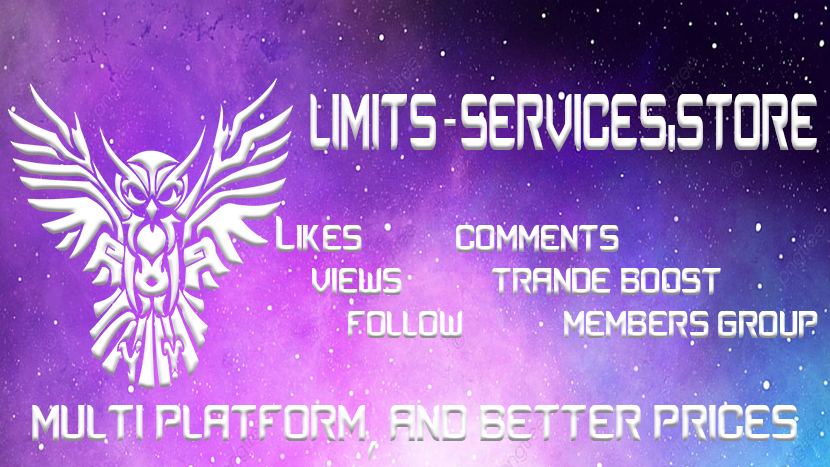 LIMITS-SERVICES.STORE
LIKES COMMENTS
VIEWS TRANDE BOOST
FOLLOW MEMBERS GROUP
MULTI PLATFORM, AND BETTER PRICES